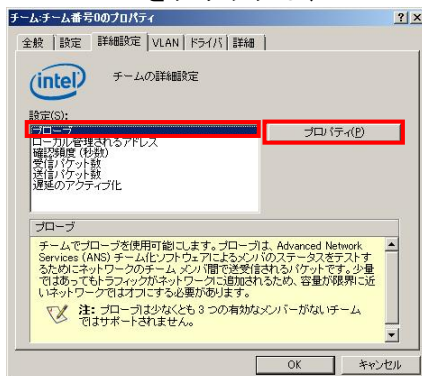 チーム:チーム番号0のプロパティ
全般 設定 詳細設定 VLAN ドライバ 詳細
intel チームの詳細設定
設定(S):
プローブ
ローカル管理されるアドレス
確認頻度 (秒数)
受信パケット数
送信パケット数
遅延のアクティブ化
プロパティ(P)
プローブ
チームでプローブを使用可能にします。プローブは、Advanced Network
Services (ANS) チーム化ソフトウェアによるメンバのステータスをテストす
るためにネットワークのチーム メンバ間で送受信されるパケットです。少量
ではあってもトラフィックがネットワークに追加されるため、容量が限界に近
いネットワークではオフにする必要があります。
注: プローブは少なくとも 3 つの有効なメンバーがないチーム
ではサポートされません。
OK キャンセル